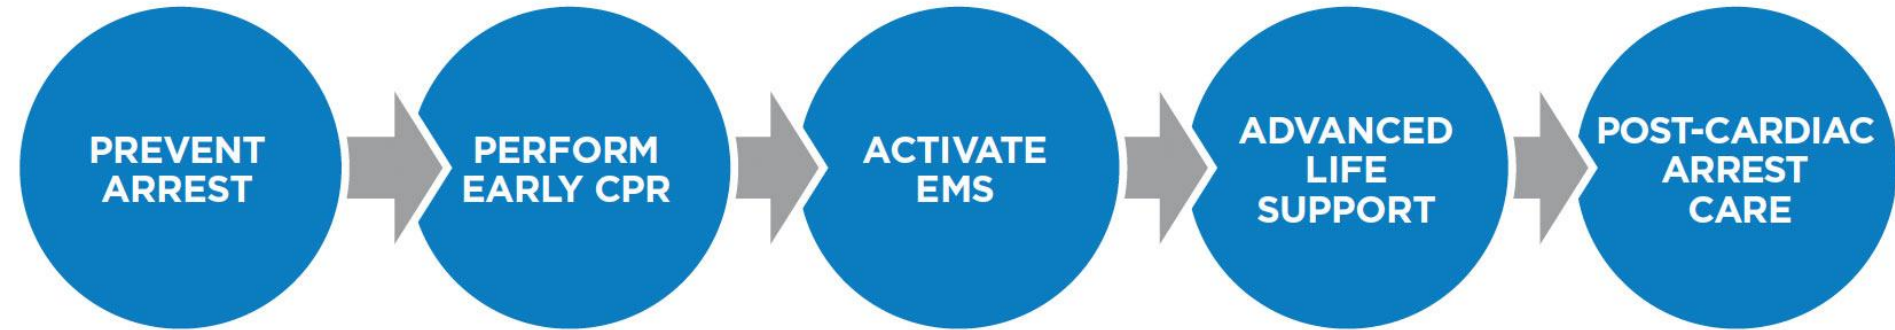 PREVENT
ARREST
PERFORM
EARLY CPR
ACTIVATE
EMS
ADVANCED
LIFE
SUPPORT
POST-CARDIAC
ARREST
CARE